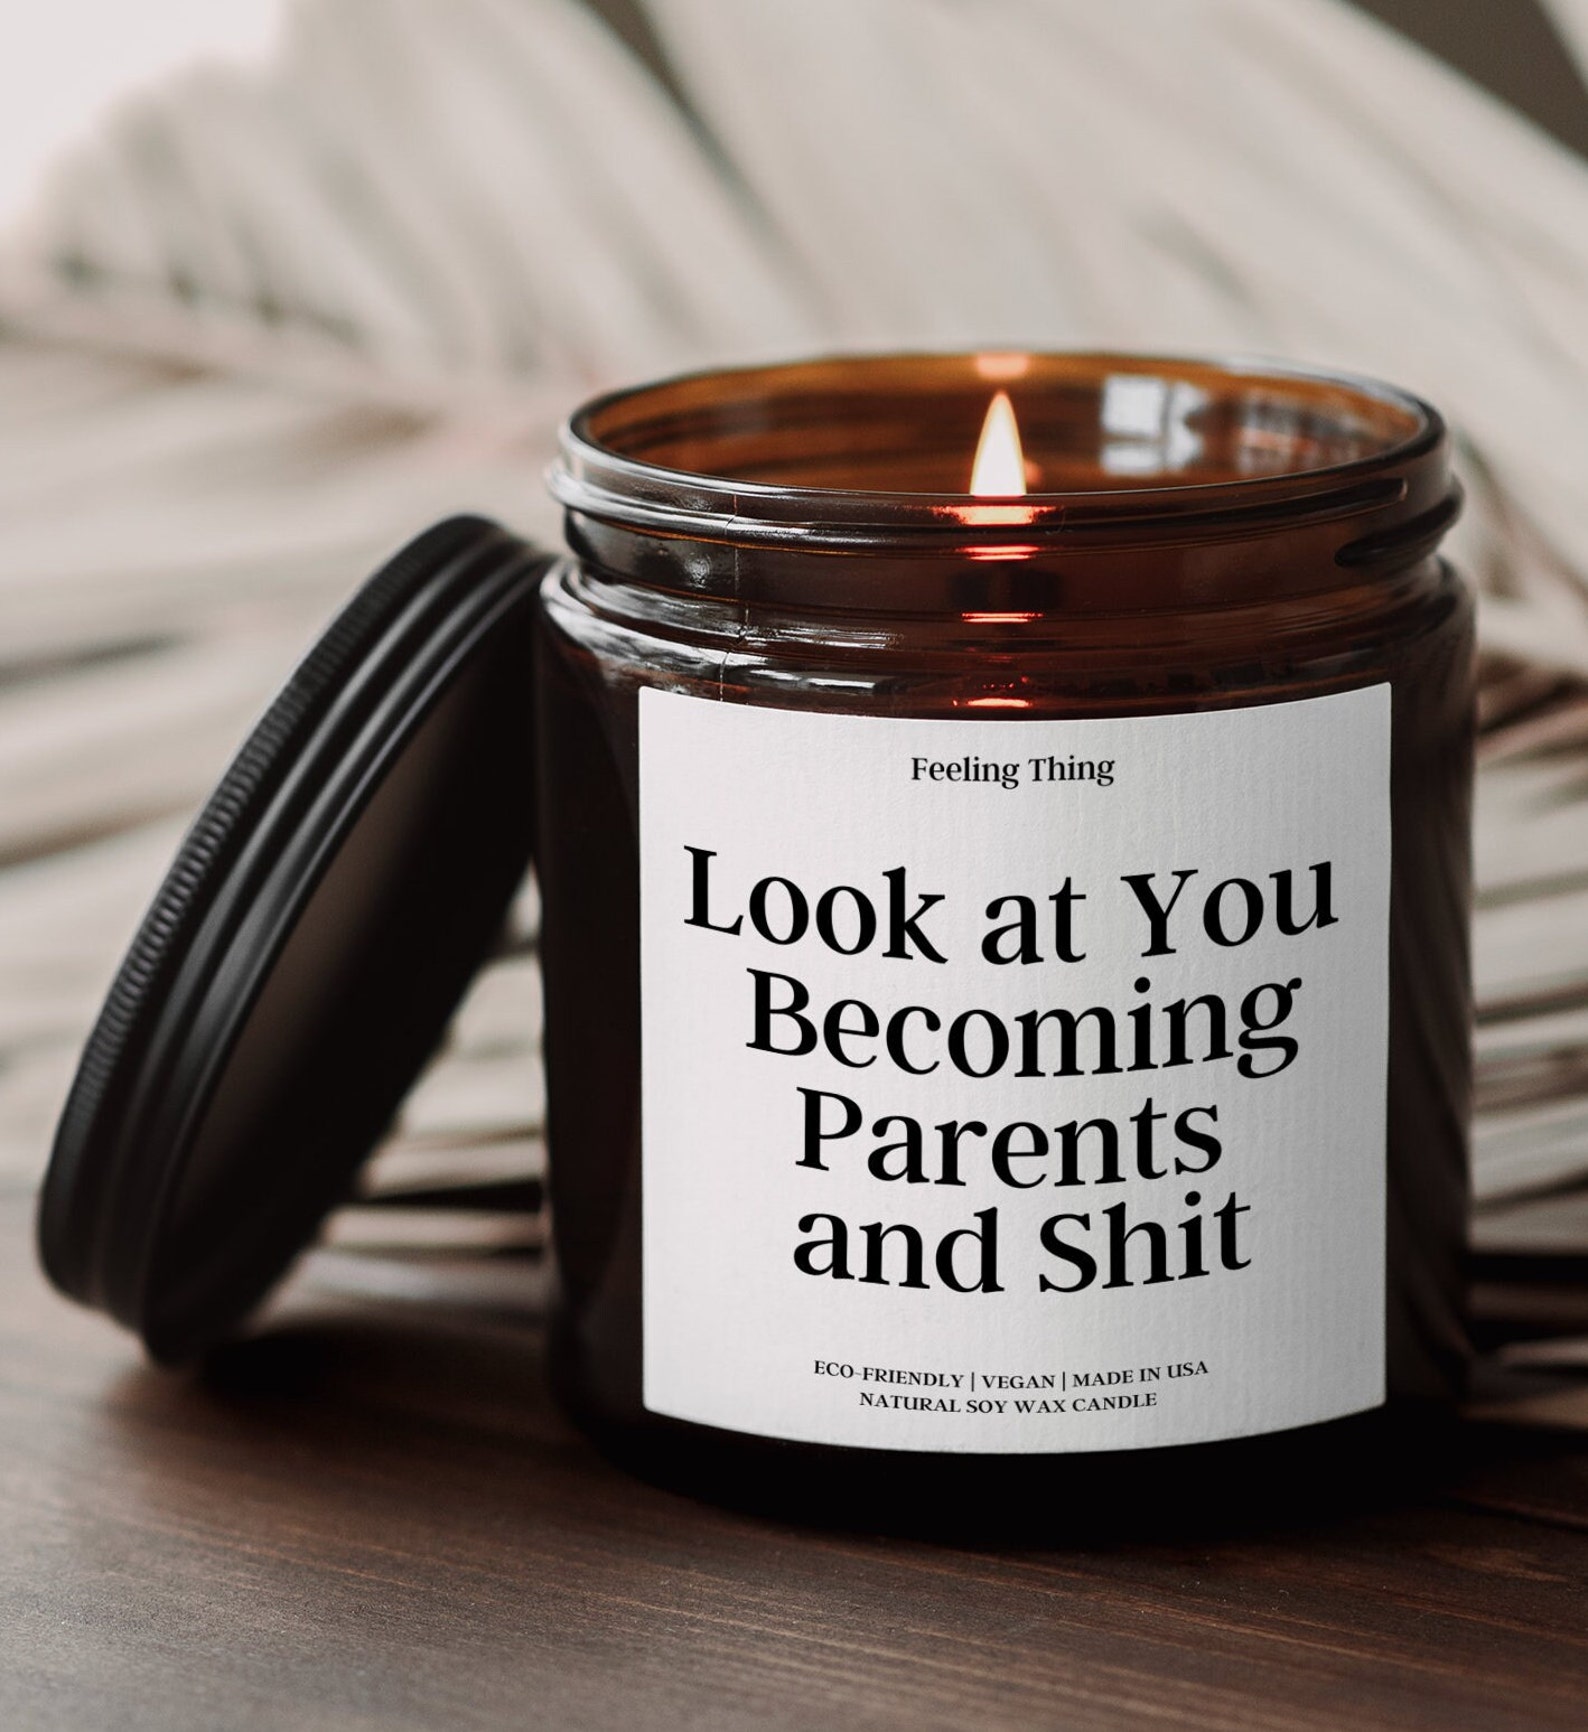 Feeling Thing
Look at You
Becoming
Parents
and Shit
ECO-FRIENDLY | VEGAN | MADE IN USA
NATURAL SOY WAX CANDLE